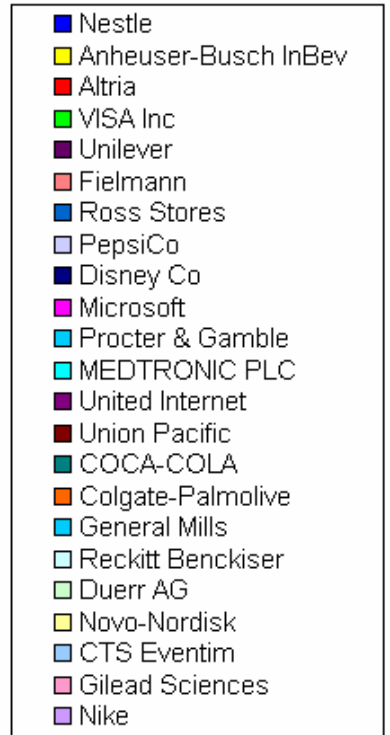 Nestle
Anheuser-Busch InBev
Altria
VISA Inc
Unilever
Fielmann
Ross Stores
PepsiCo
Disney Co
Microsoft
Procter & Gamble
MEDTRONIC PLC
United Internet
Union Pacific
COCA-COLA
Colgate-Palmolive
General Mills
Reckitt Benckiser
Duerr AG
Novo-Nordisk
CTS Eventim
Gilead Sciences
Nike